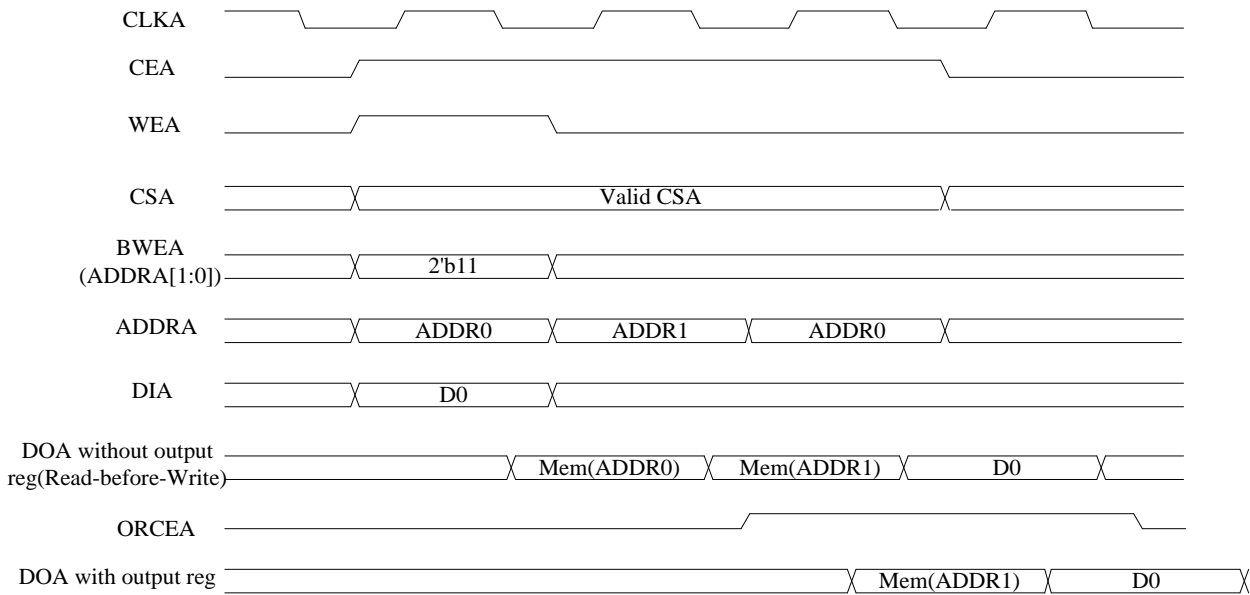 CLKA
CEA
WEA
CSA
Valid CSA
BWEA
(ADDRA[1:0])
2'b11
ADDRA
ADDR0
ADDR1
ADDR0
DIA
D0
DOA without output
reg(Read-before-Write)
Mem(ADDR0)
Mem(ADDR1)
D0
ORCEA
DOA with output reg
Mem(ADDR1)
D0